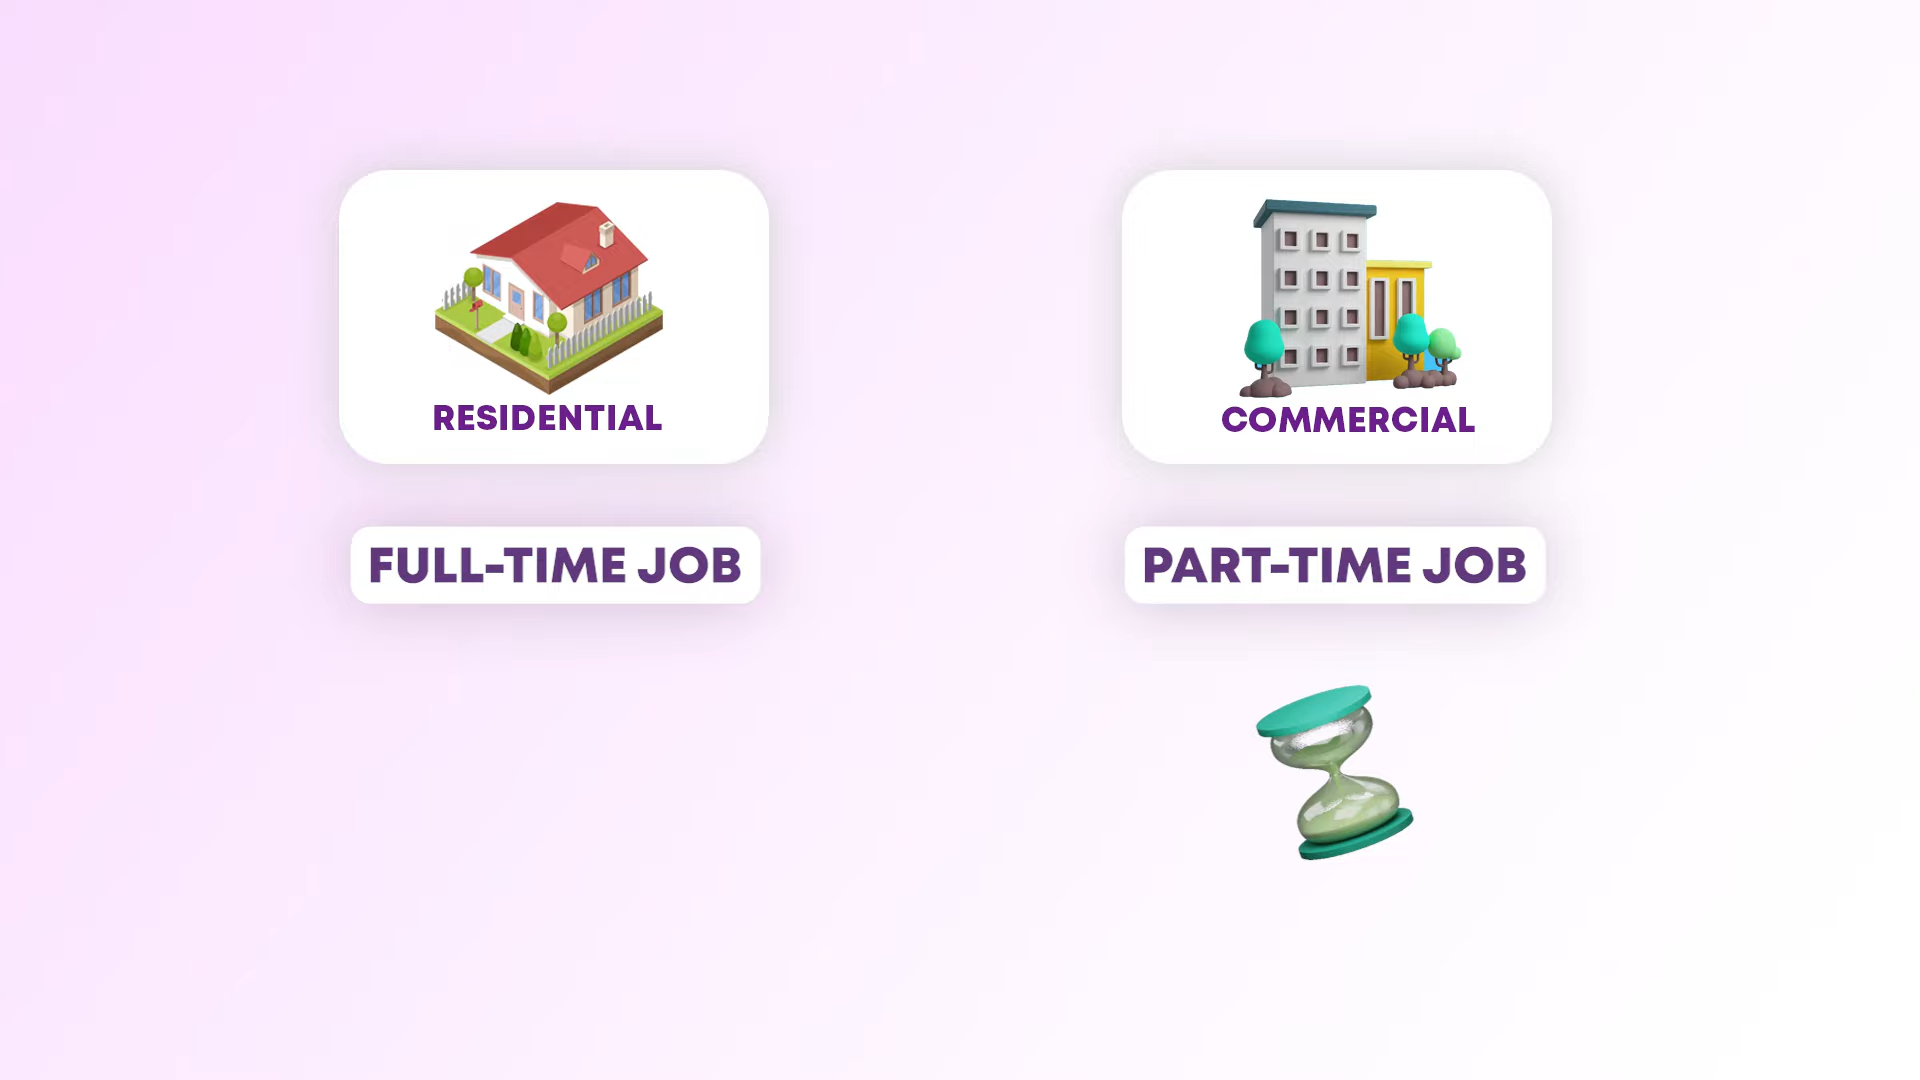 RESIDENTIAL
COMMERCIAL
FULL-TIME JOB
PART-TIME JOB